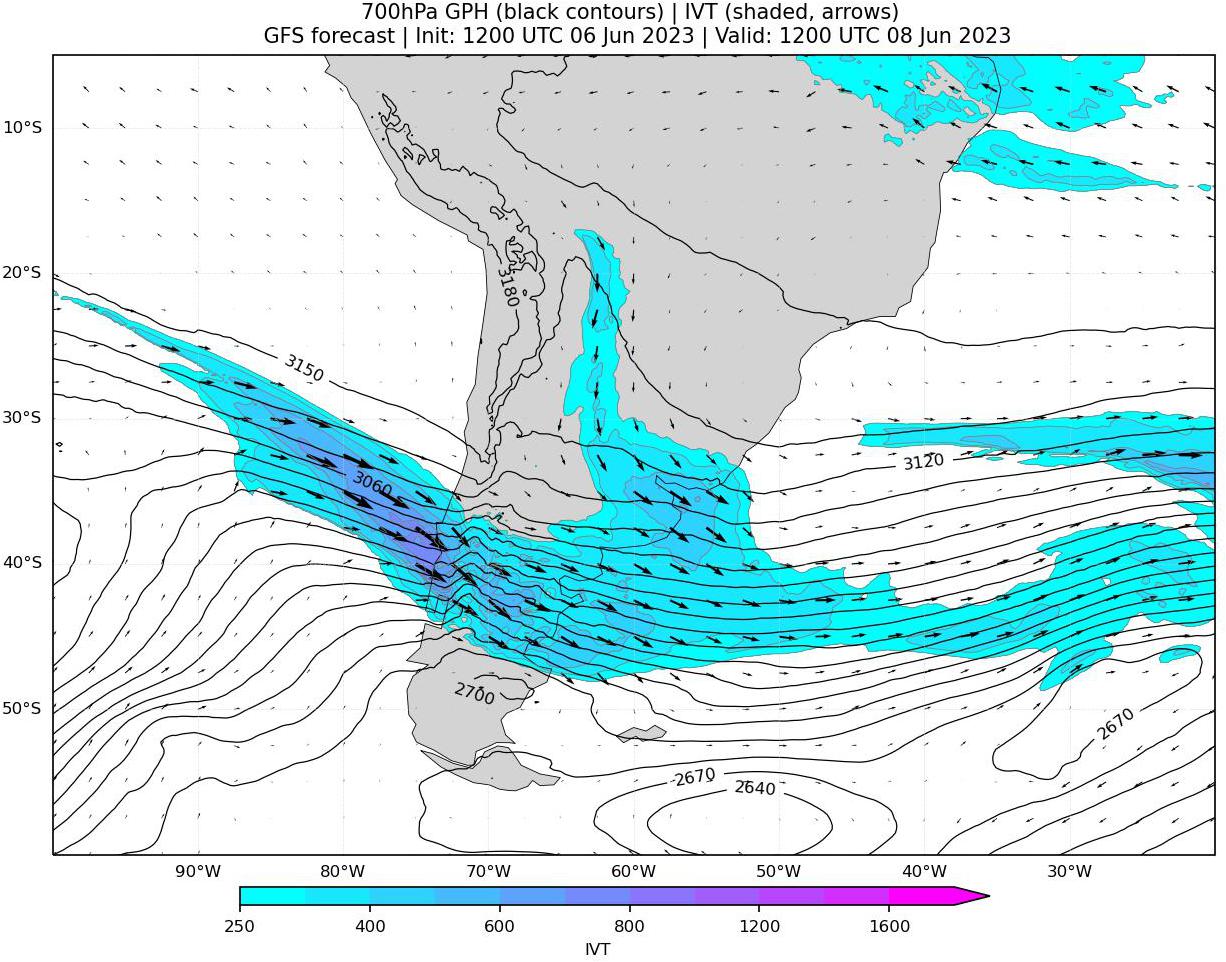 700hPa GPH (black contours) | IVT (shaded, arrows)
GFS forecast | Init: 1200 UTC 06 Jun 2023 | Valid: 1200 UTC 08 Jun 2023
10°S
20°S
3180
3150
30°S
3120
3060
40°S
2700
50°S
2670
2670
2640
90°W 80°W 70°W 60°W 50°W 40°W 30°W
250 400 600 800 1200 1600
IVT